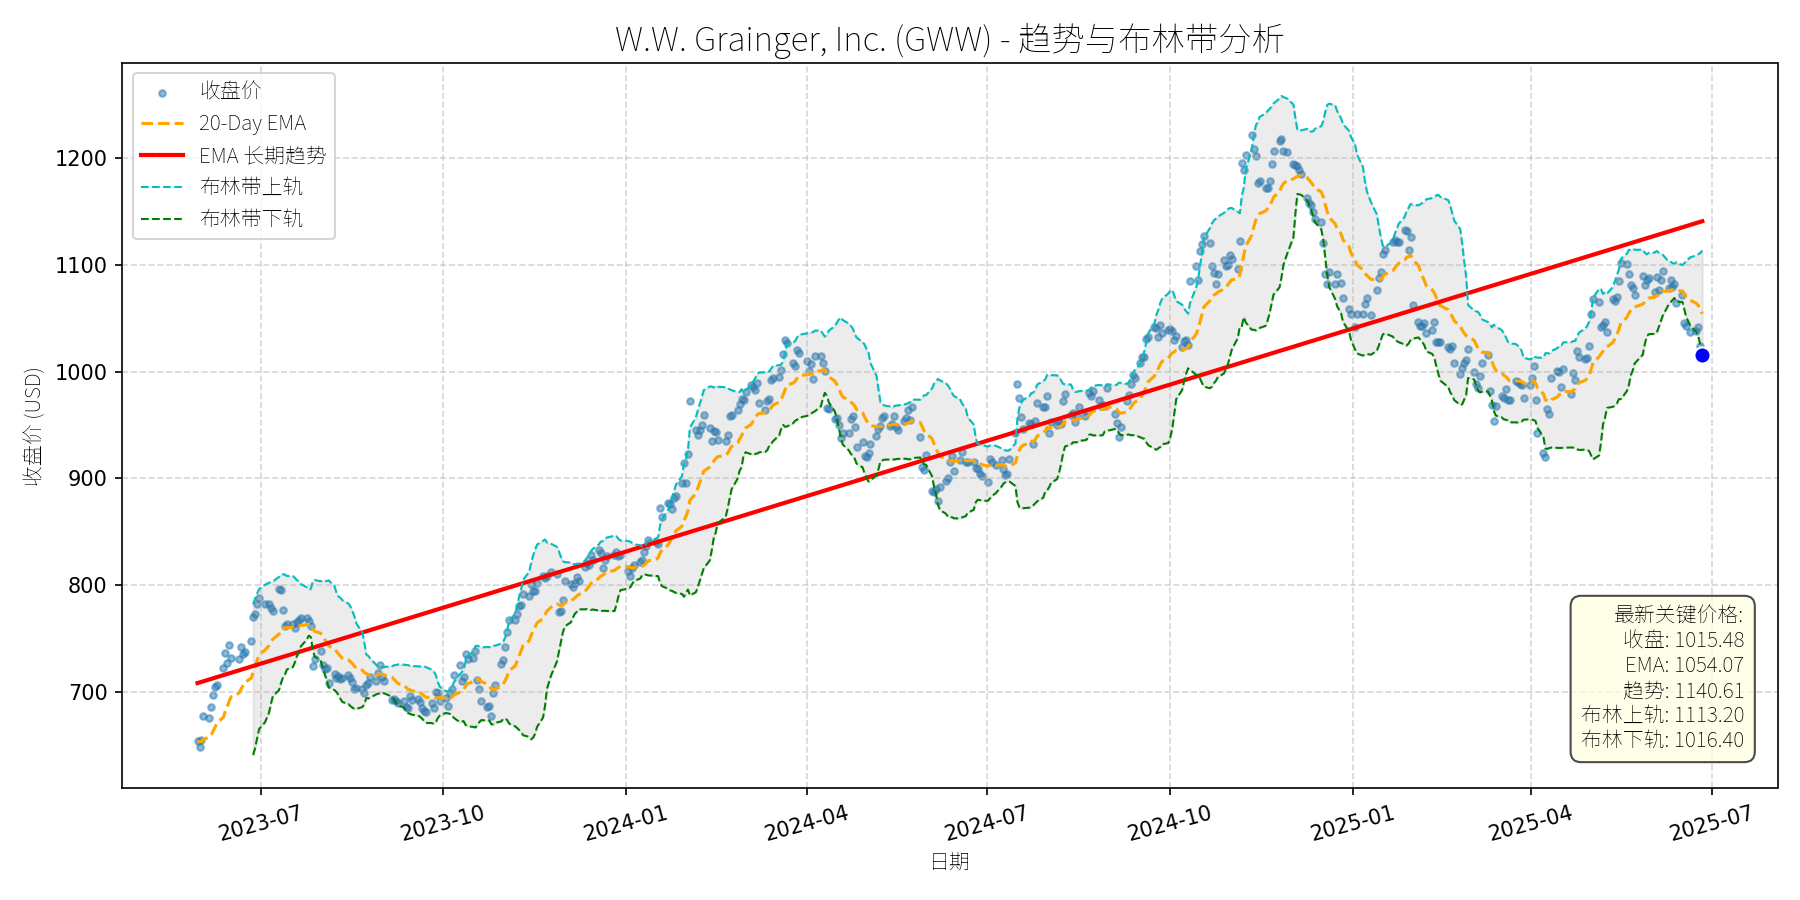 W.W. Grainger, Inc. (GWW) - 趋势与布林带分析
收盘价
20-Day EMA
EMA 长期趋势
布林带上轨
布林带下轨
收盘价 (USD)
1200
1100
1000
900
800
700
最新关键价格:
收盘: 1015.48
EMA: 1054.07
趋势: 1140.61
布林上轨: 1113.20
布林下轨: 1016.40
2023-07
2023-10
2024-01
2024-04
2024-07
2024-10
2025-01
2025-04
2025-07
日期